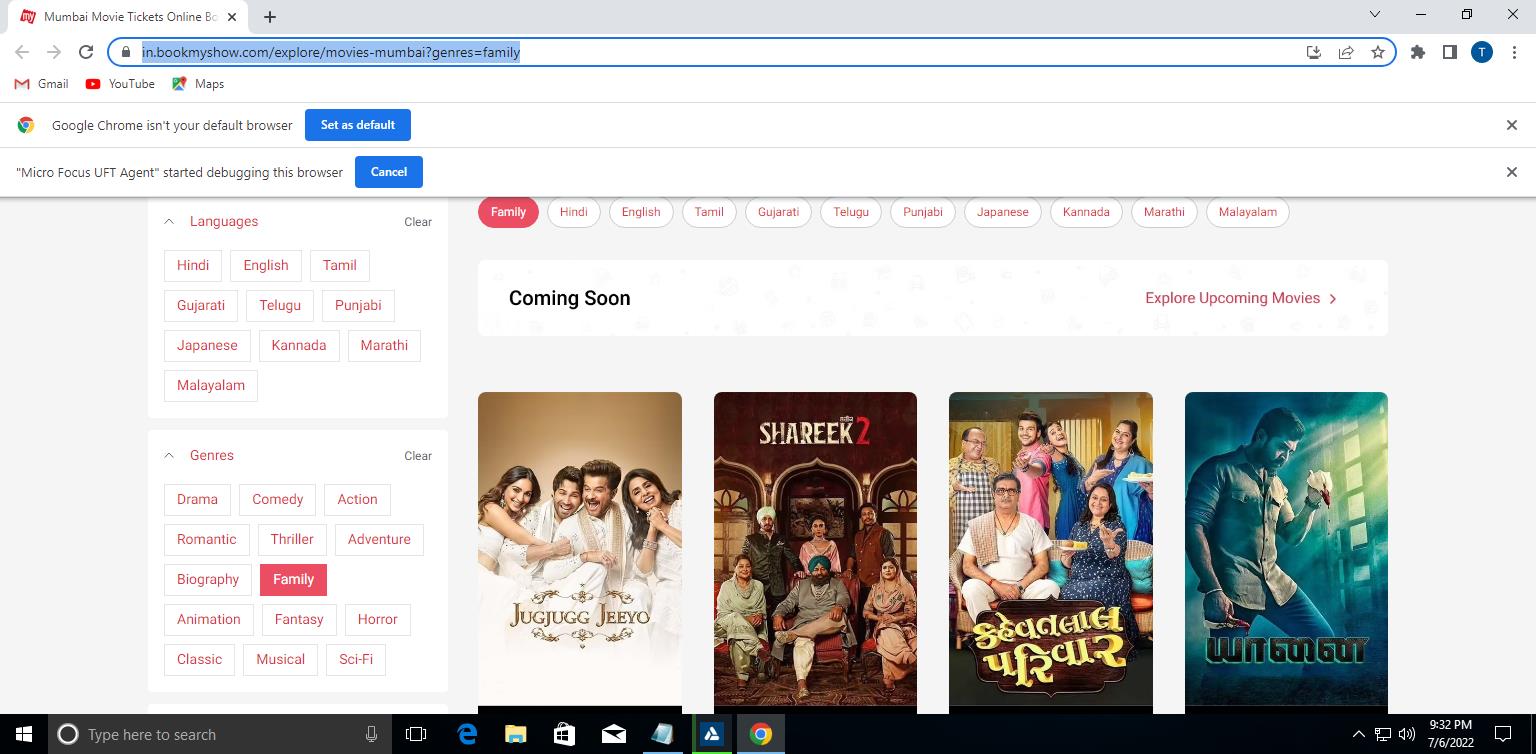 Mumbai Movie Tickets Online Bo
in.bookmyshow.com/explore/movies-mumbai?genres=family
T
Gmail YouTube Maps
Google Chrome isn't your default browser Set as default
"Micro Focus UFT Agent" started debugging this browser Cancel
Languages Clear
Hindi English Tamil
Gujarati Telugu Punjabi
Japanese Kannada Marathi
Malayalam
Genres Clear
Drama Comedy Action
Romantic Thriller Adventure
Biography Family
Animation Fantasy Horror
Classic Musical Sci-Fi
Family Hindi English Tamil Gujarati Telugu Punjabi Japanese Kannada Marathi Malayalam
Coming Soon Explore Upcoming Movies
JUGJUGG JEEYO
SHAREEK 2
કહેવતલાલ
પરિવાર
யானை
Type here to search
9:32 PM
7/6/2022